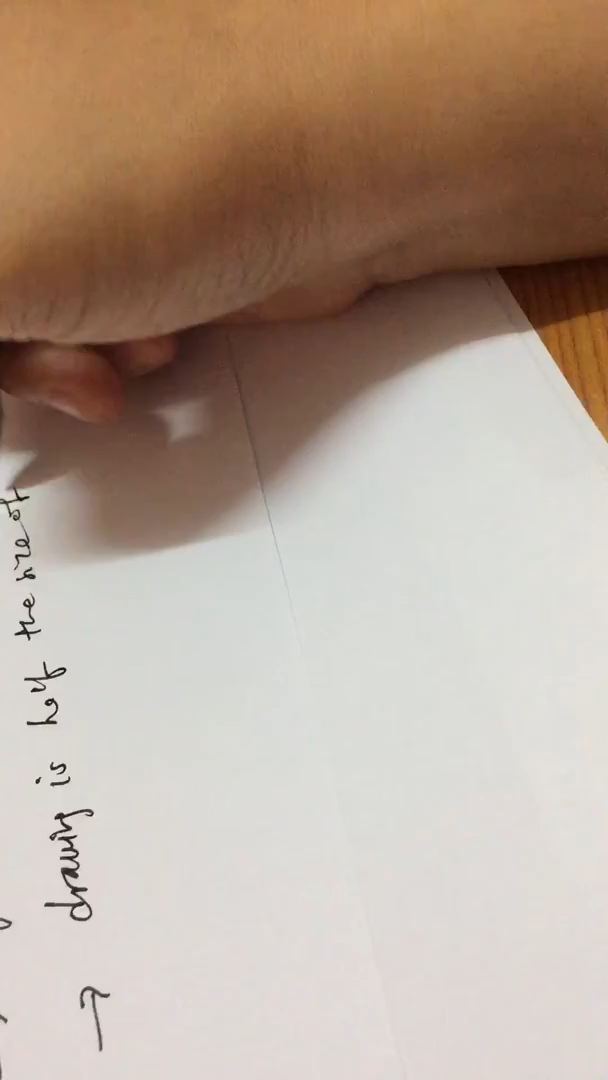 → drawing is half the size of